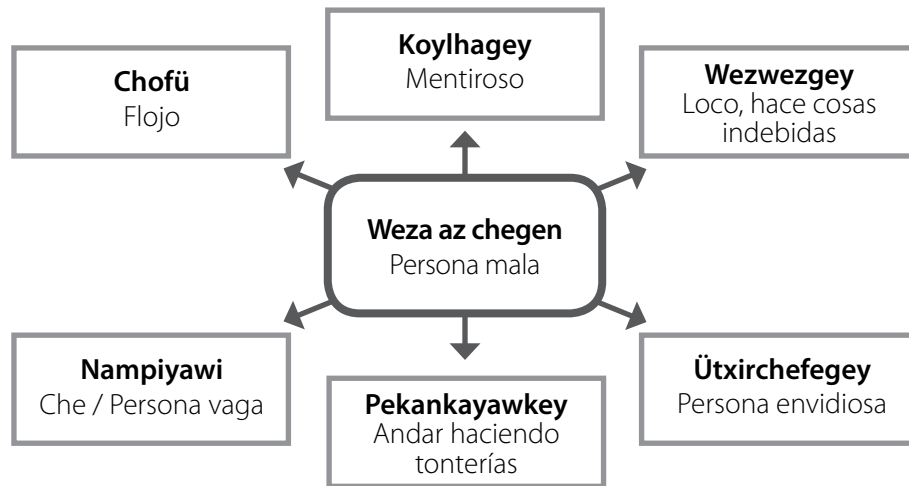 Koylhagey
Mentiroso
Chofü
Flojo
Wezwezgey
Loco, hace cosas
indebidas
Weza az chegen
Persona mala
Nampiyawi
Che / Persona vaga
Pekankayawkey
Andar haciendo
tonterías
Ütxirchefegey
Persona envidiosa